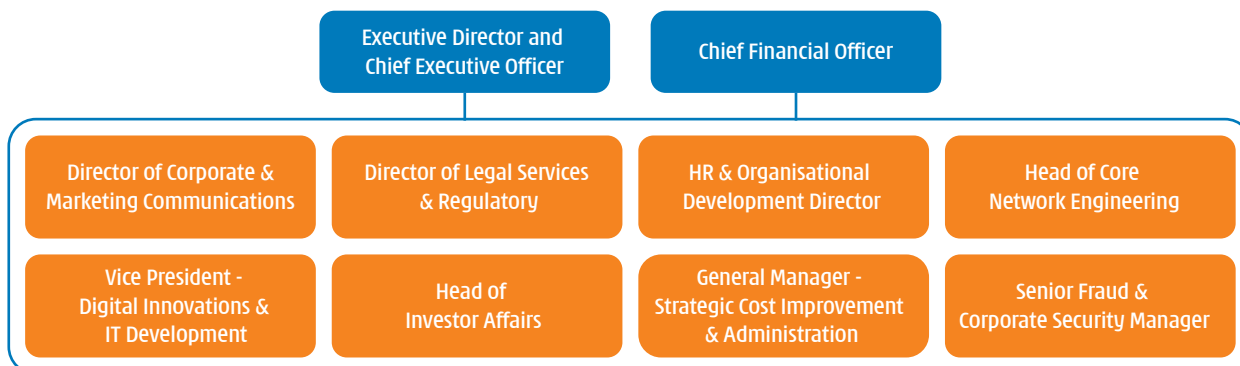 Executive Director and
Chief Executive Officer
Chief Financial Officer
Director of Corporate &
Marketing Communications
Director of Legal Services
& Regulatory
HR & Organisational
Development Director
Head of Core
Network Engineering
Vice President -
Digital Innovations &
IT Development
Head of
Investor Affairs
General Manager -
Strategic Cost Improvement
& Administration
Senior Fraud &
Corporate Security Manager